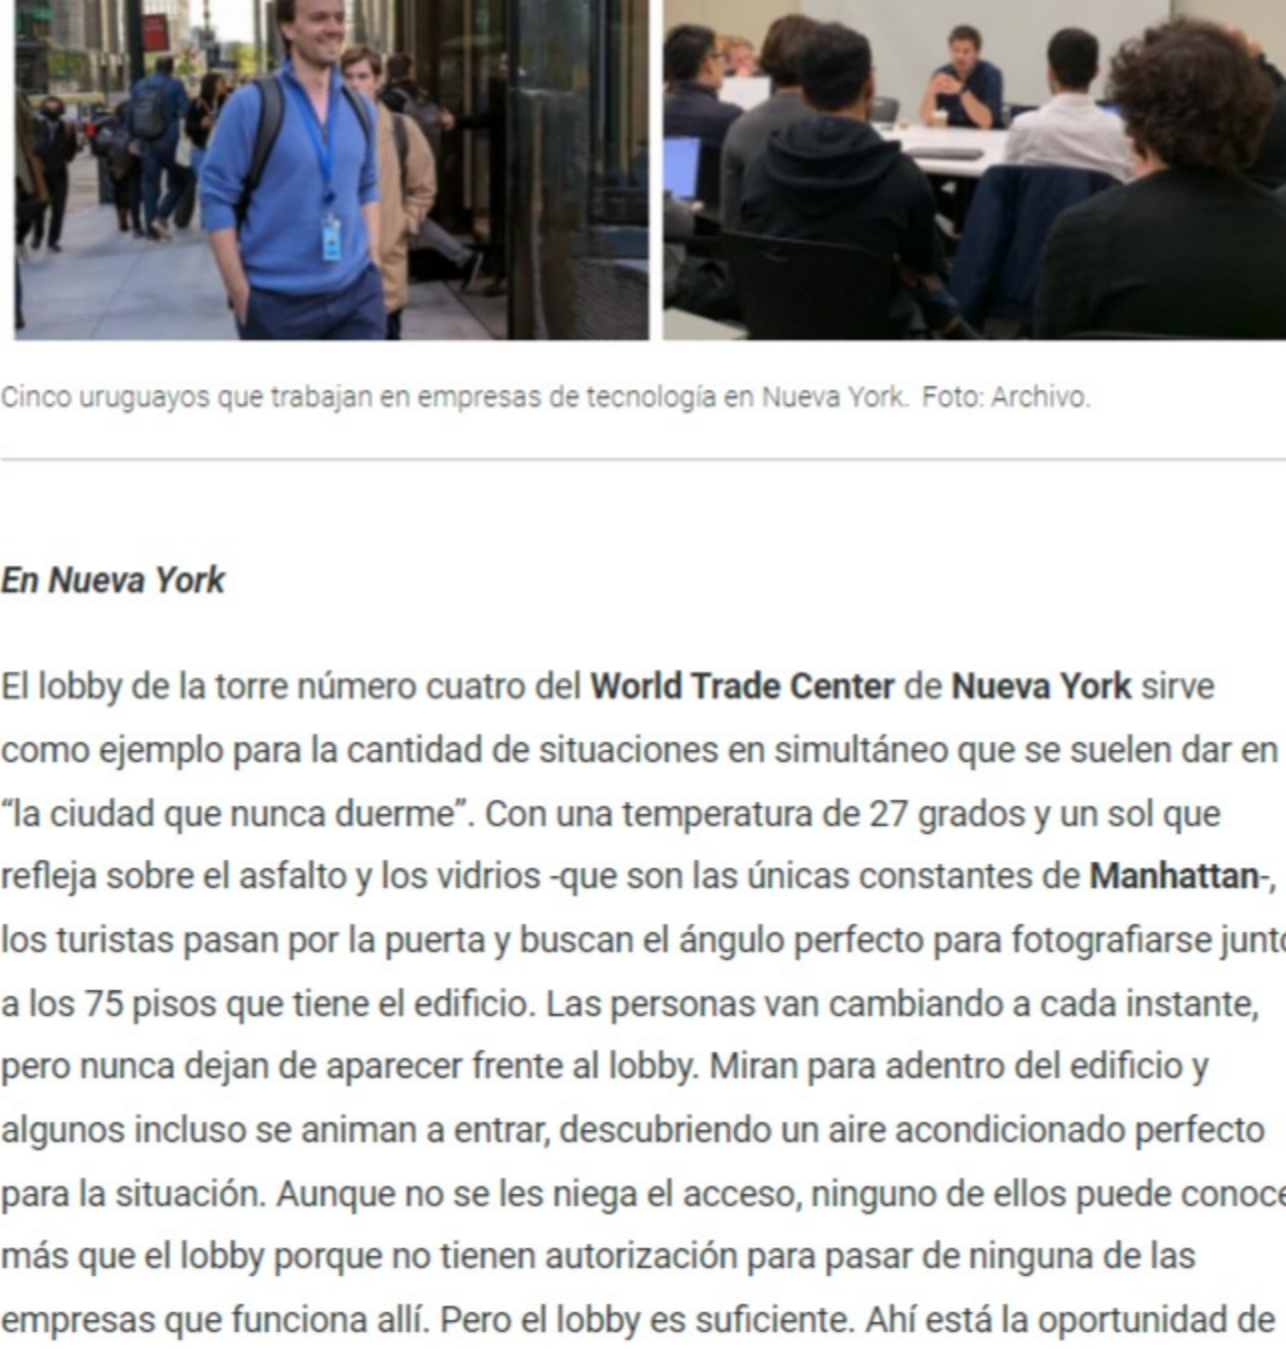 Cinco uruguayos que trabajan en empresas de tecnología en Nueva York. Foto: Archivo.
En Nueva York
El lobby de la torre número cuatro del World Trade Center de Nueva York sirve
como ejemplo para la cantidad de situaciones en simultáneo que se suelen dar en
“la ciudad que nunca duerme”. Con una temperatura de 27 grados y un sol que
refleja sobre el asfalto y los vidrios -que son las únicas constantes de Manhattan-,
los turistas pasan por la puerta y buscan el ángulo perfecto para fotografiarse junto
a los 75 pisos que tiene el edificio. Las personas van cambiando a cada instante,
pero nunca dejan de aparecer frente al lobby. Miran para adentro del edificio y
algunos incluso se animan a entrar, descubriendo un aire acondicionado perfecto
para la situación. Aunque no se les niega el acceso, ninguno de ellos puede conoce
más que el lobby porque no tienen autorización para pasar de ninguna de las
empresas que funciona allí. Pero el lobby es suficiente. Ahí está la oportunidad de